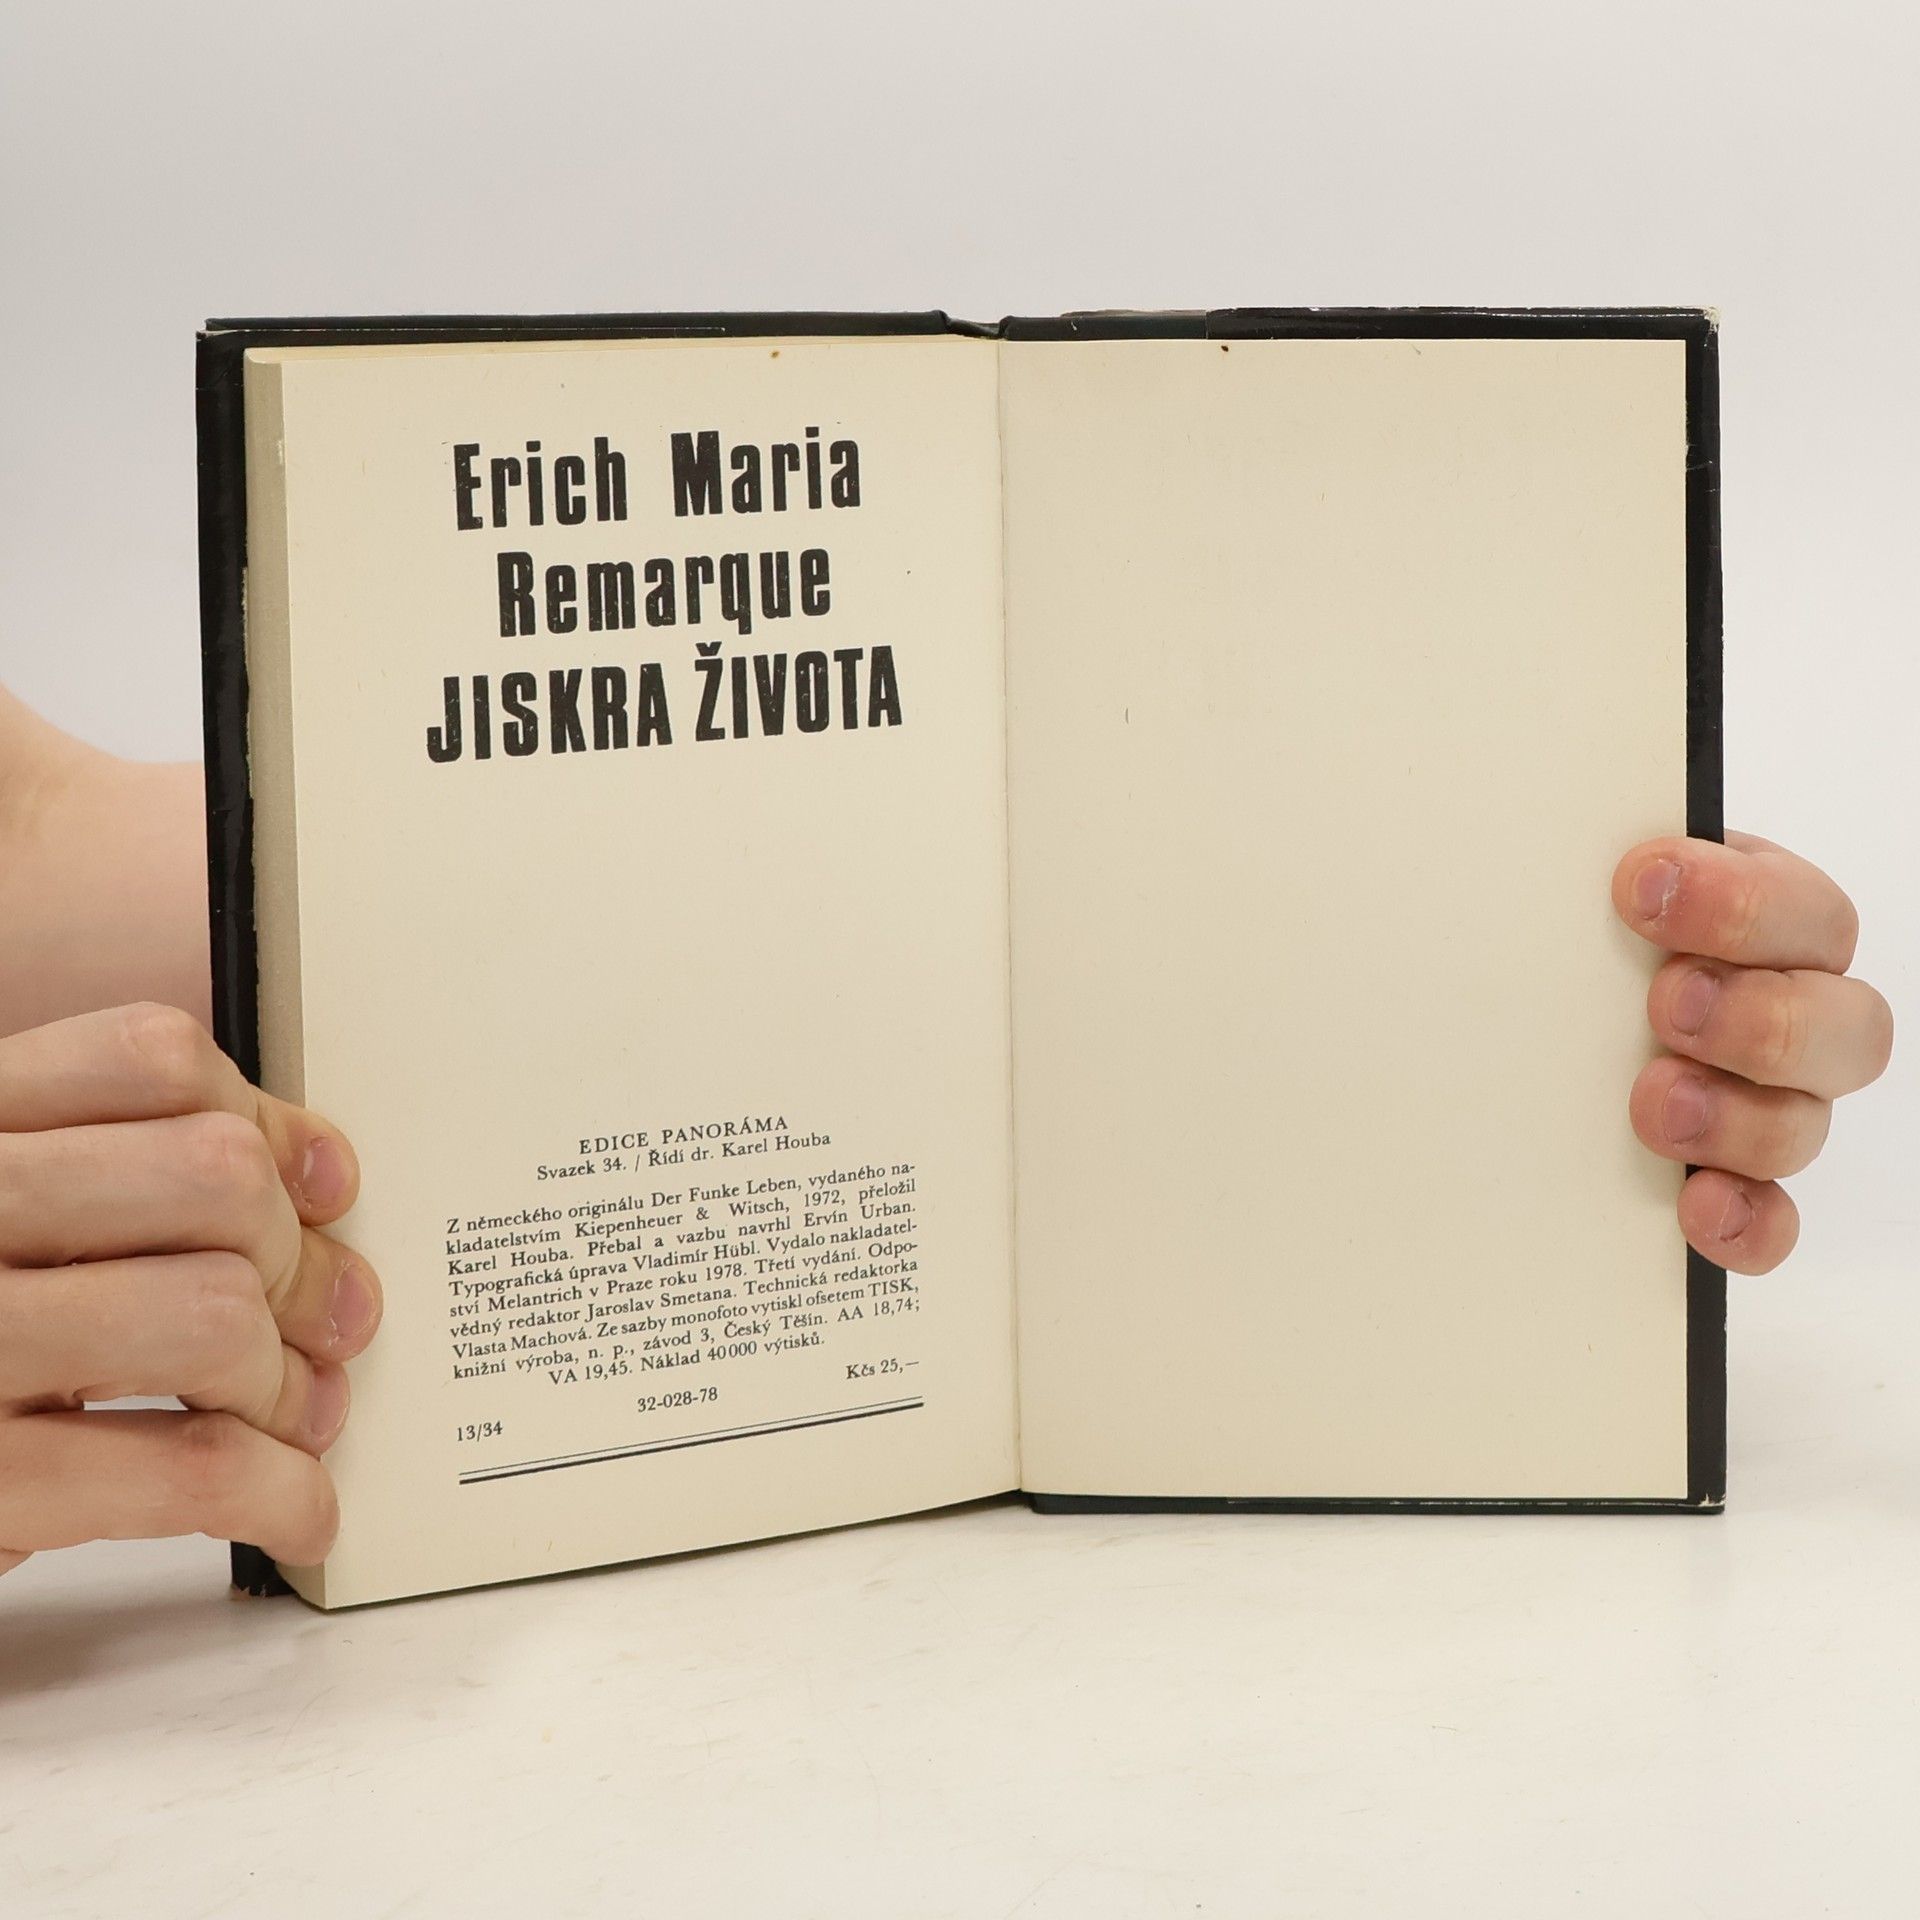 Erich Maria
Remarque
JISKRA ŽIVOTA
EDICE PANORÁMA
Svazek 34. / Řídí dr. Karel Houba
Z německého originálu Der Funke Leben, vydaného na-
kladatelstvím Kiepenheuer & Witsch, 1972, přeložil
Karel Houba. Přebal a vazbu navrhl Ervín Urban.
Typografická úprava Vladimír Hübl. Vydalo nakladatel-
ství Melantrich v Praze roku 1978. Třetí vydání. Odpo-
vědný redaktor Jaroslav Smetana. Technická redaktorka
Vlasta Machová. Ze sazby monofoto vytiskl ofsetem TISK,
knižní výroba, n. p., závod 3, Český Těšín. AA 18,74;
VA 19,45. Náklad 40000 výtisků.
13/34 32-028-78 Kčs 25,—